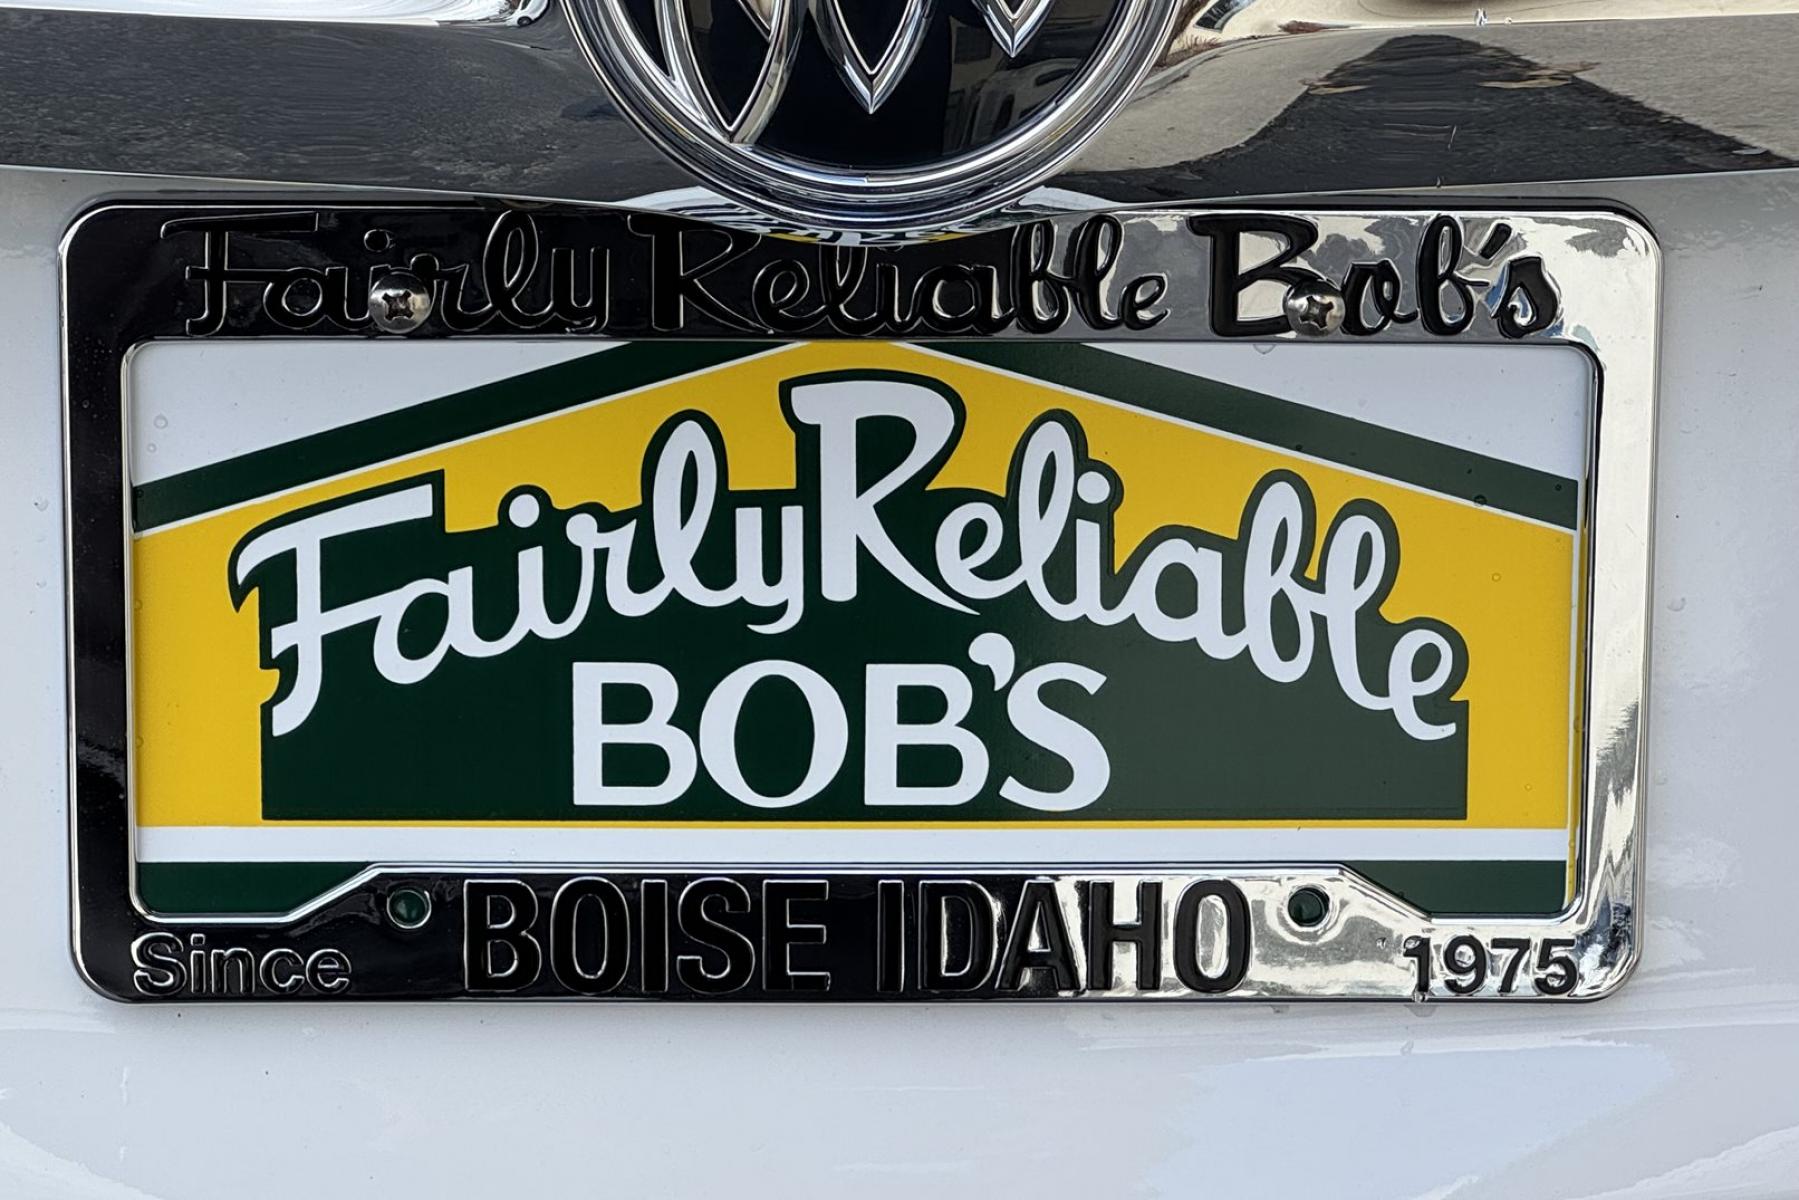 Fairly Reliable Bob's
Fairly Reliable
BOB'S
BOISE IDAHO
Since 1975